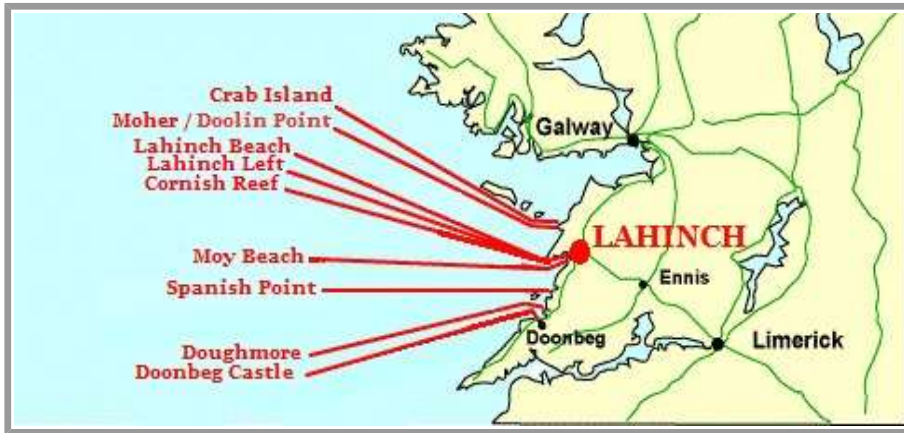 Crab Island
Moher / Doolin Point
Galway
Lahinch Beach
Lahinch Left
Cornish Reef
LAHINCH
Moy Beach
Ennis
Spanish Point
Doonbeg
Limerick
Doughmore
Doonbeg Castle